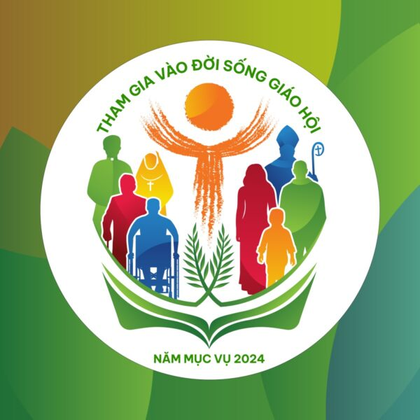 THAM GIA VÀO ĐỜI SỐNG GIÁO HỘI
NĂM MỤC VỤ 2024